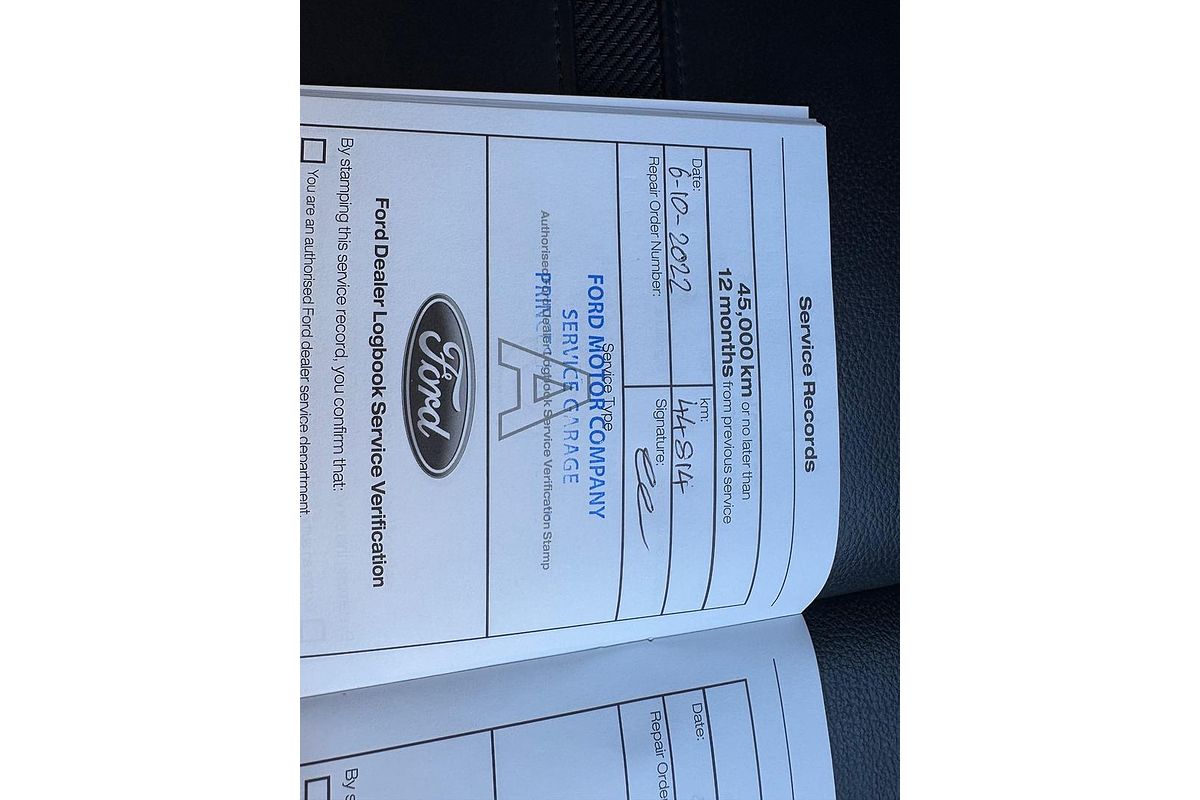 Service Records
45,000 km or no later than
12 months from previous service
Date: 6-10-2022
km: 44814
Repair Order Number:
Signature:
Service Type
A
FORD MOTOR COMPANY
SERVICE GARAGE
Authorised Ford Dealer Logbook Service Verification Stamp
Ford
Ford Dealer Logbook Service Verification
By stamping this service record, you confirm that:
You are an authorised Ford dealer service department.
Date:
Repair Orde
By s